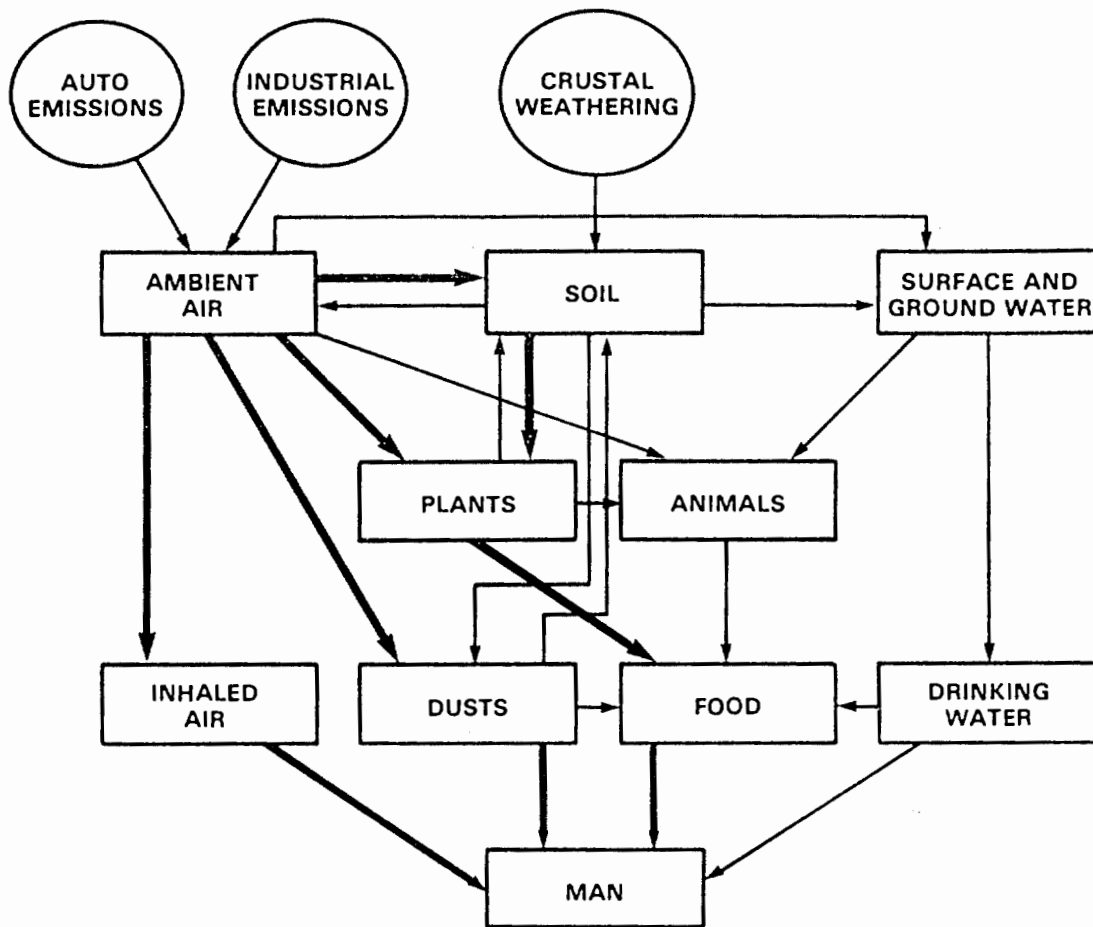 AUTO
EMISSIONS
INDUSTRIAL
EMISSIONS
CRUSTAL
WEATHERING
AMBIENT
AIR
SOIL
SURFACE AND
GROUND WATER
PLANTS
ANIMALS
INHALED
AIR
DUSTS
FOOD
DRINKING
WATER
MAN